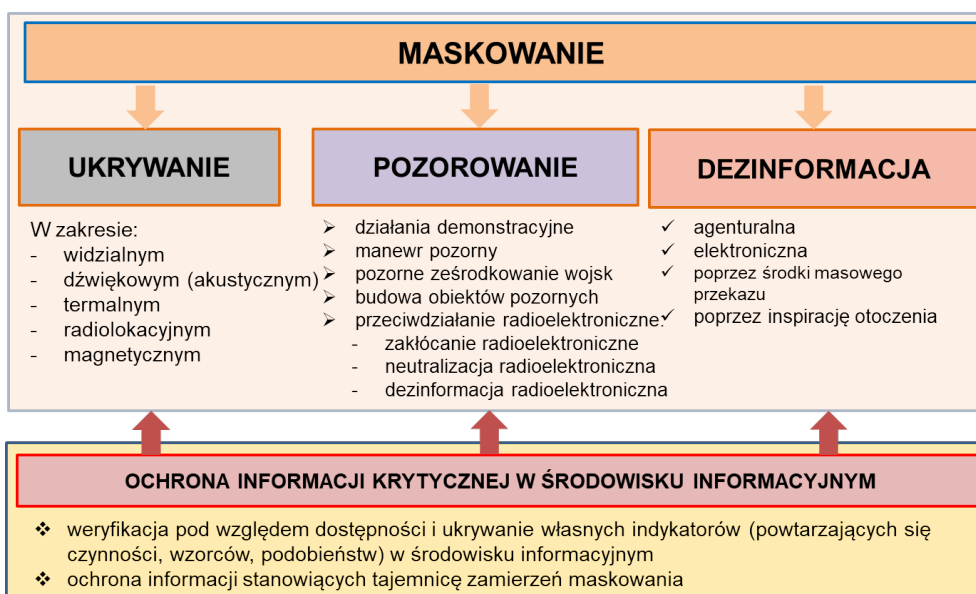 MASKOWANIE
UKRYWANIE
W zakresie:
- widzialnym
- dźwiękowym (akustycznym)
- termalnym
- radiolokacyjnym
- magnetycznym
POZOROWANIE
➢ działania demonstracyjne
➢ manewr pozorny
➢ pozorne ześrodkowanie wojsk
➢ budowa obiektów pozornych
➢ przeciwdziałanie radioelektroniczne:
- zakłócanie radioelektroniczne
- neutralizacja radioelektroniczna
- dezinformacja radioelektroniczna
DEZINFORMACJA
✓ agenturalna
✓ elektroniczna
✓ poprzez środki masowego
przekazu
✓ poprzez inspirację otoczenia
OCHRONA INFORMACJI KRYTYCZNEJ W ŚRODOWISKU INFORMACYJNYM
❖ weryfikacja pod względem dostępności i ukrywanie własnych indykatorów (powtarzających się
czynności, wzorców, podobieństw) w środowisku informacyjnym
❖ ochrona informacji stanowiących tajemnicę zamierzeń maskowania